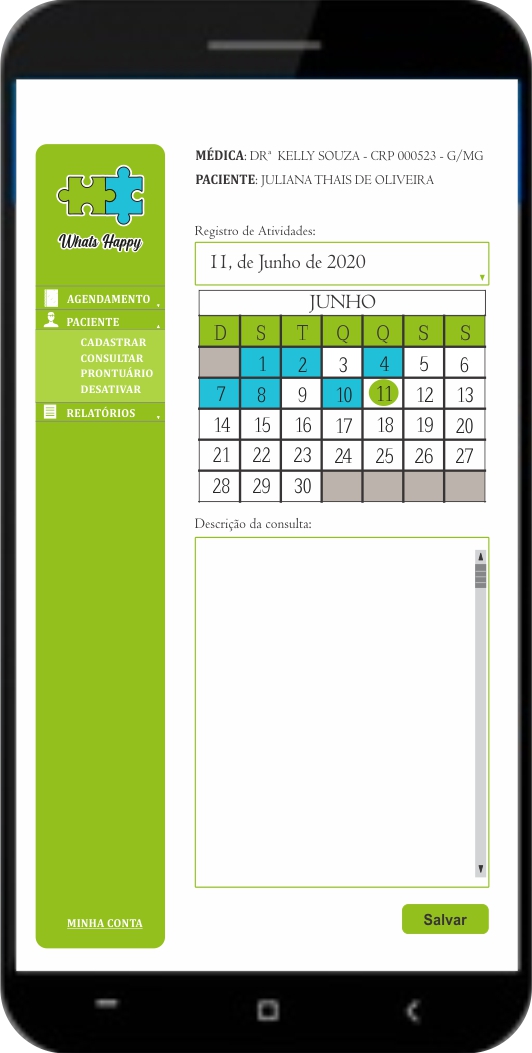 Whats Happy
AGENDAMENTO
PACIENTE
CADASTRAR
CONSULTAR
PRONTUÁRIO
DESATIVAR
RELATÓRIOS
MINHA CONTA
MÉDICA: DRª KELLY SOUZA - CRP 000523 - G/MG
PACIENTE: JULIANA THAIS DE OLIVEIRA
Registro de Atividades:
11, de Junho de 2020
JUNHO
D S T Q Q S S
1 2 3 4 5 6
7 8 9 10 11 12 13
14 15 16 17 18 19 20
21 22 23 24 25 26 27
28 29 30
Descrição da consulta:
Salvar